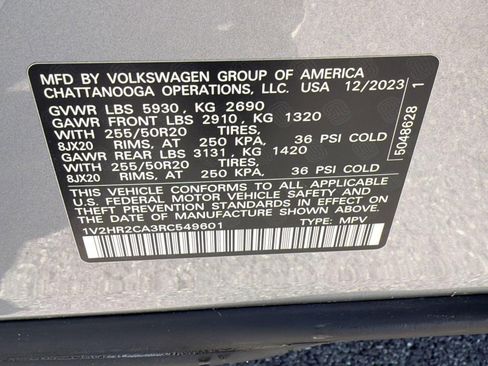 MFD BY VOLKSWAGEN GROUP OF AMERICA
CHATTANOOGA OPERATIONS, LLC. USA 12/2023
GVWR LBS 5930, KG 2690
GAWR FRONT LBS 2910, KG 1320
WITH 255/50R20 TIRES,
8JX20 RIMS, AT 250 KPA, 36 PSI COLD
GAWR REAR LBS 3131, KG 1420
WITH 255/50R20 TIRES,
8JX20 RIMS, AT 250 KPA, 36 PSI COLD
THIS VEHICLE CONFORMS TO ALL APPLICABLE
U.S. FEDERAL MOTOR VEHICLE SAFETY AND
THEFT PREVENTION STANDARDS IN EFFECT ON
THE DATE OF MANUFACTURE SHOWN ABOVE.
1V2HR2CA3RC549601 TYPE: MPV
5048628 1